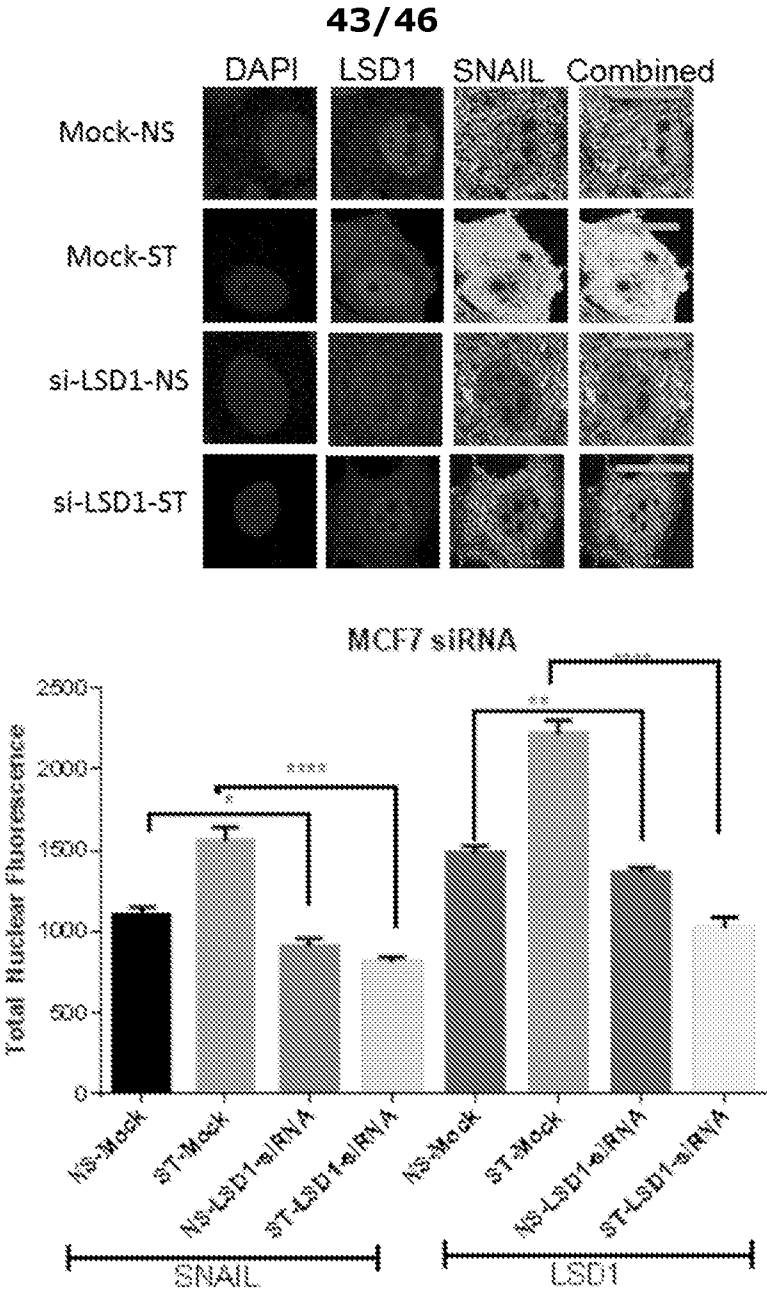 43/46
DAPI LSD1 SNAIL Combined
Mock-NS
Mock-ST
si-LSD1-NS
si-LSD1-ST
MCF7 siRNA
Total Nuclear Fluorescence
2500
2000
1500
1000
500
0
****
*
****
**
NS-Mock
ST-Mock
NS-LSD1-siRNA
ST-LSD1-siRNA
NS-Mock
ST-Mock
NS-LSD1-siRNA
ST-LSD1-siRNA
SNAIL
LSD1